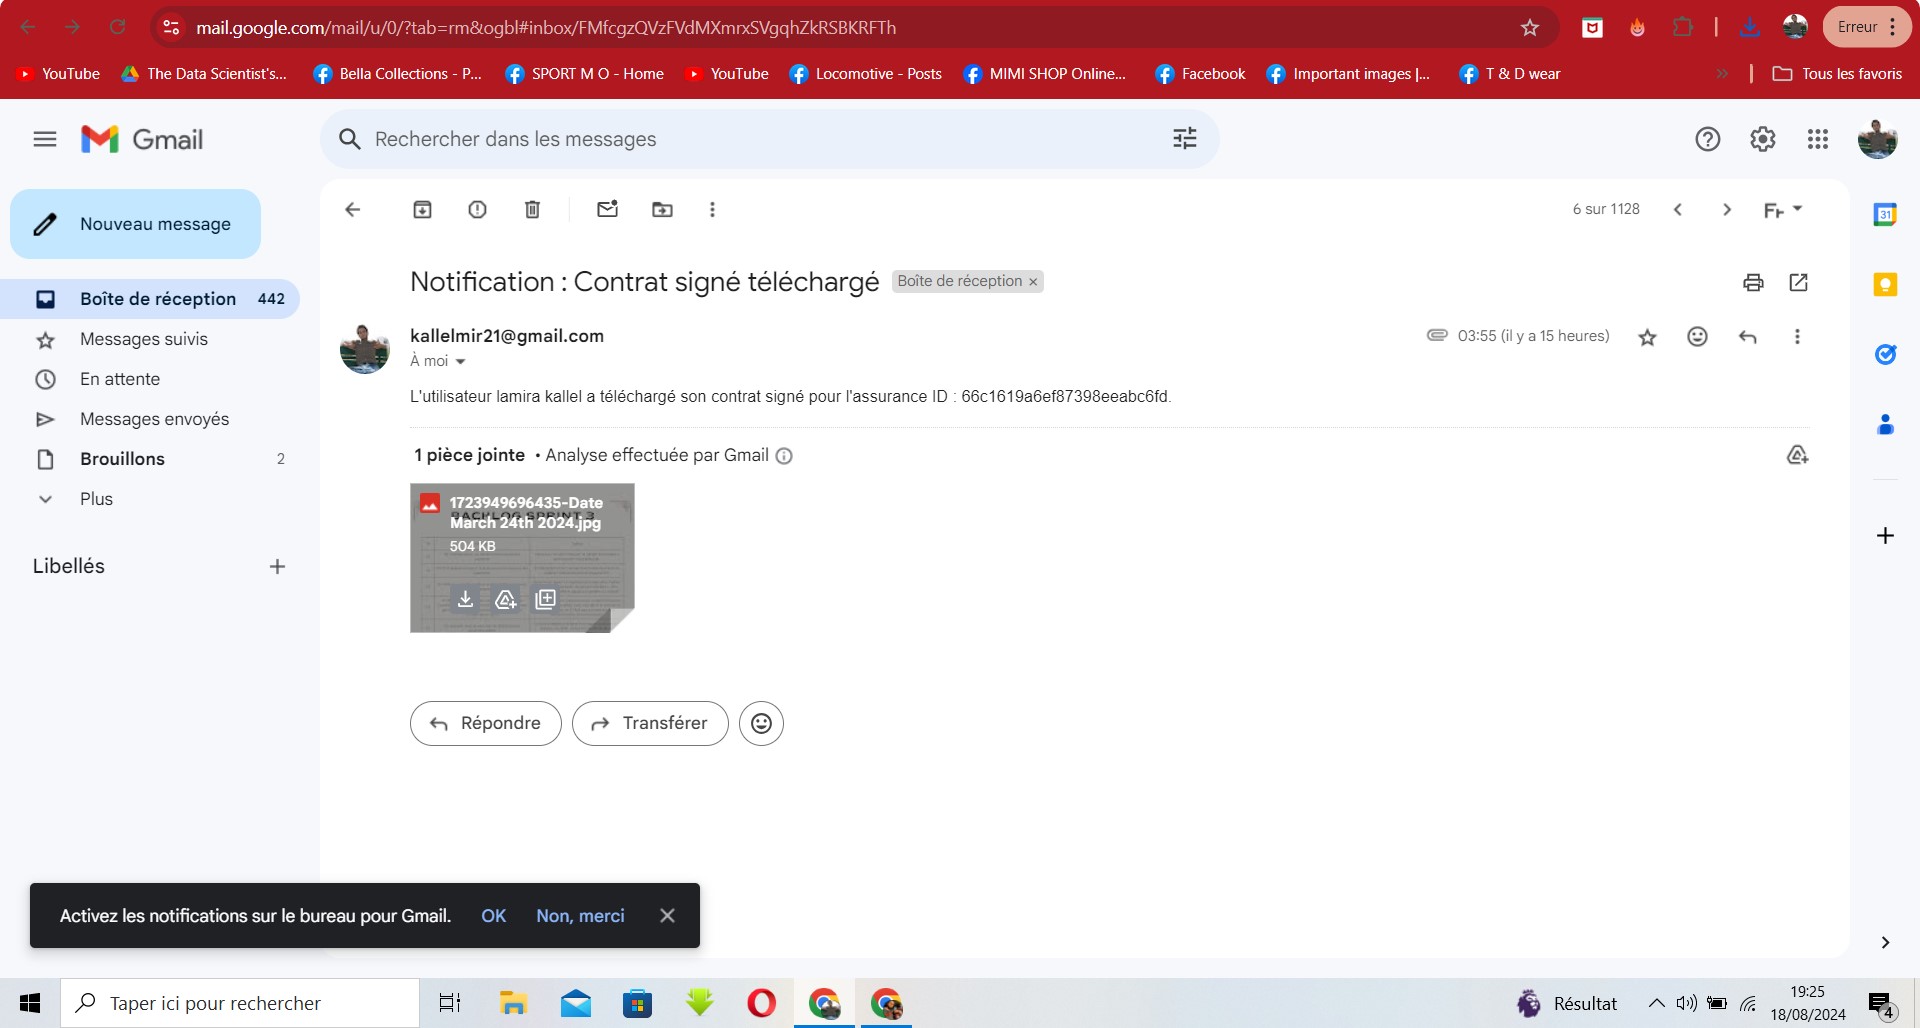 mail.google.com/mail/u/0/?tab=rm&ogbl#inbox/FMfcgzQVzFVdMXmrxSVgqhZkRSBKRFTh
Erreur
YouTube
The Data Scientist's...
Bella Collections - P...
SPORT M O - Home
YouTube
Locomotive - Posts
MIMI SHOP Online...
Facebook
Important images |...
T & D wear
Tous les favoris
Gmail
Rechercher dans les messages
Nouveau message
6 sur 1128
Fr
Boîte de réception 442
Messages suivis
En attente
Messages envoyés
Brouillons 2
Plus
Libellés
Notification : Contrat signé téléchargé
Boîte de réception ×
kallelmir21@gmail.com
03:55 (il y a 15 heures)
À moi
L'utilisateur lamira kallel a téléchargé son contrat signé pour l'assurance ID : 66c1619a6ef87398eeabc6fd.
1 pièce jointe • Analyse effectuée par Gmail
1723949696435-Date
BACKLOG SPRINT 3
March 24th 2024.jpg
504 KB
Répondre
Transférer
31
Activez les notifications sur le bureau pour Gmail. OK Non, merci
Taper ici pour rechercher
Résultat
19:25
18/08/2024
4